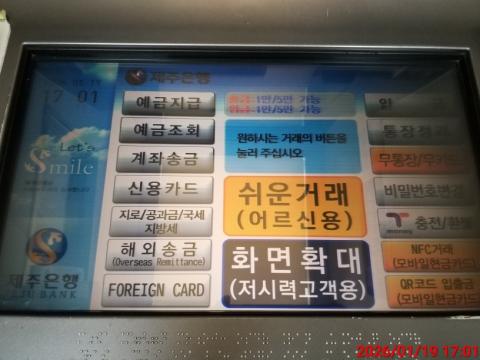 17 01
제주은행
예금지급
예금조회
계좌송금
신용카드
지로/공과금/국세
지방세
해외송금
(Overseas Remittance)
FOREIGN CARD
출금:1만/5만 가능
입금:1만/5만 가능
원하시는 거래의 버튼을
눌러 주십시오
쉬운거래
(어르신용)
화면확대
(저시력고객용)
통장정리
무통장/무카드
비밀번호변경
충전/환불
NFC거래
(모바일현금카드)
QR코드 입출금
(모바일현금카드)
Let's
Smile
제주은행
JEJU BANK
2026/01/19 17:01